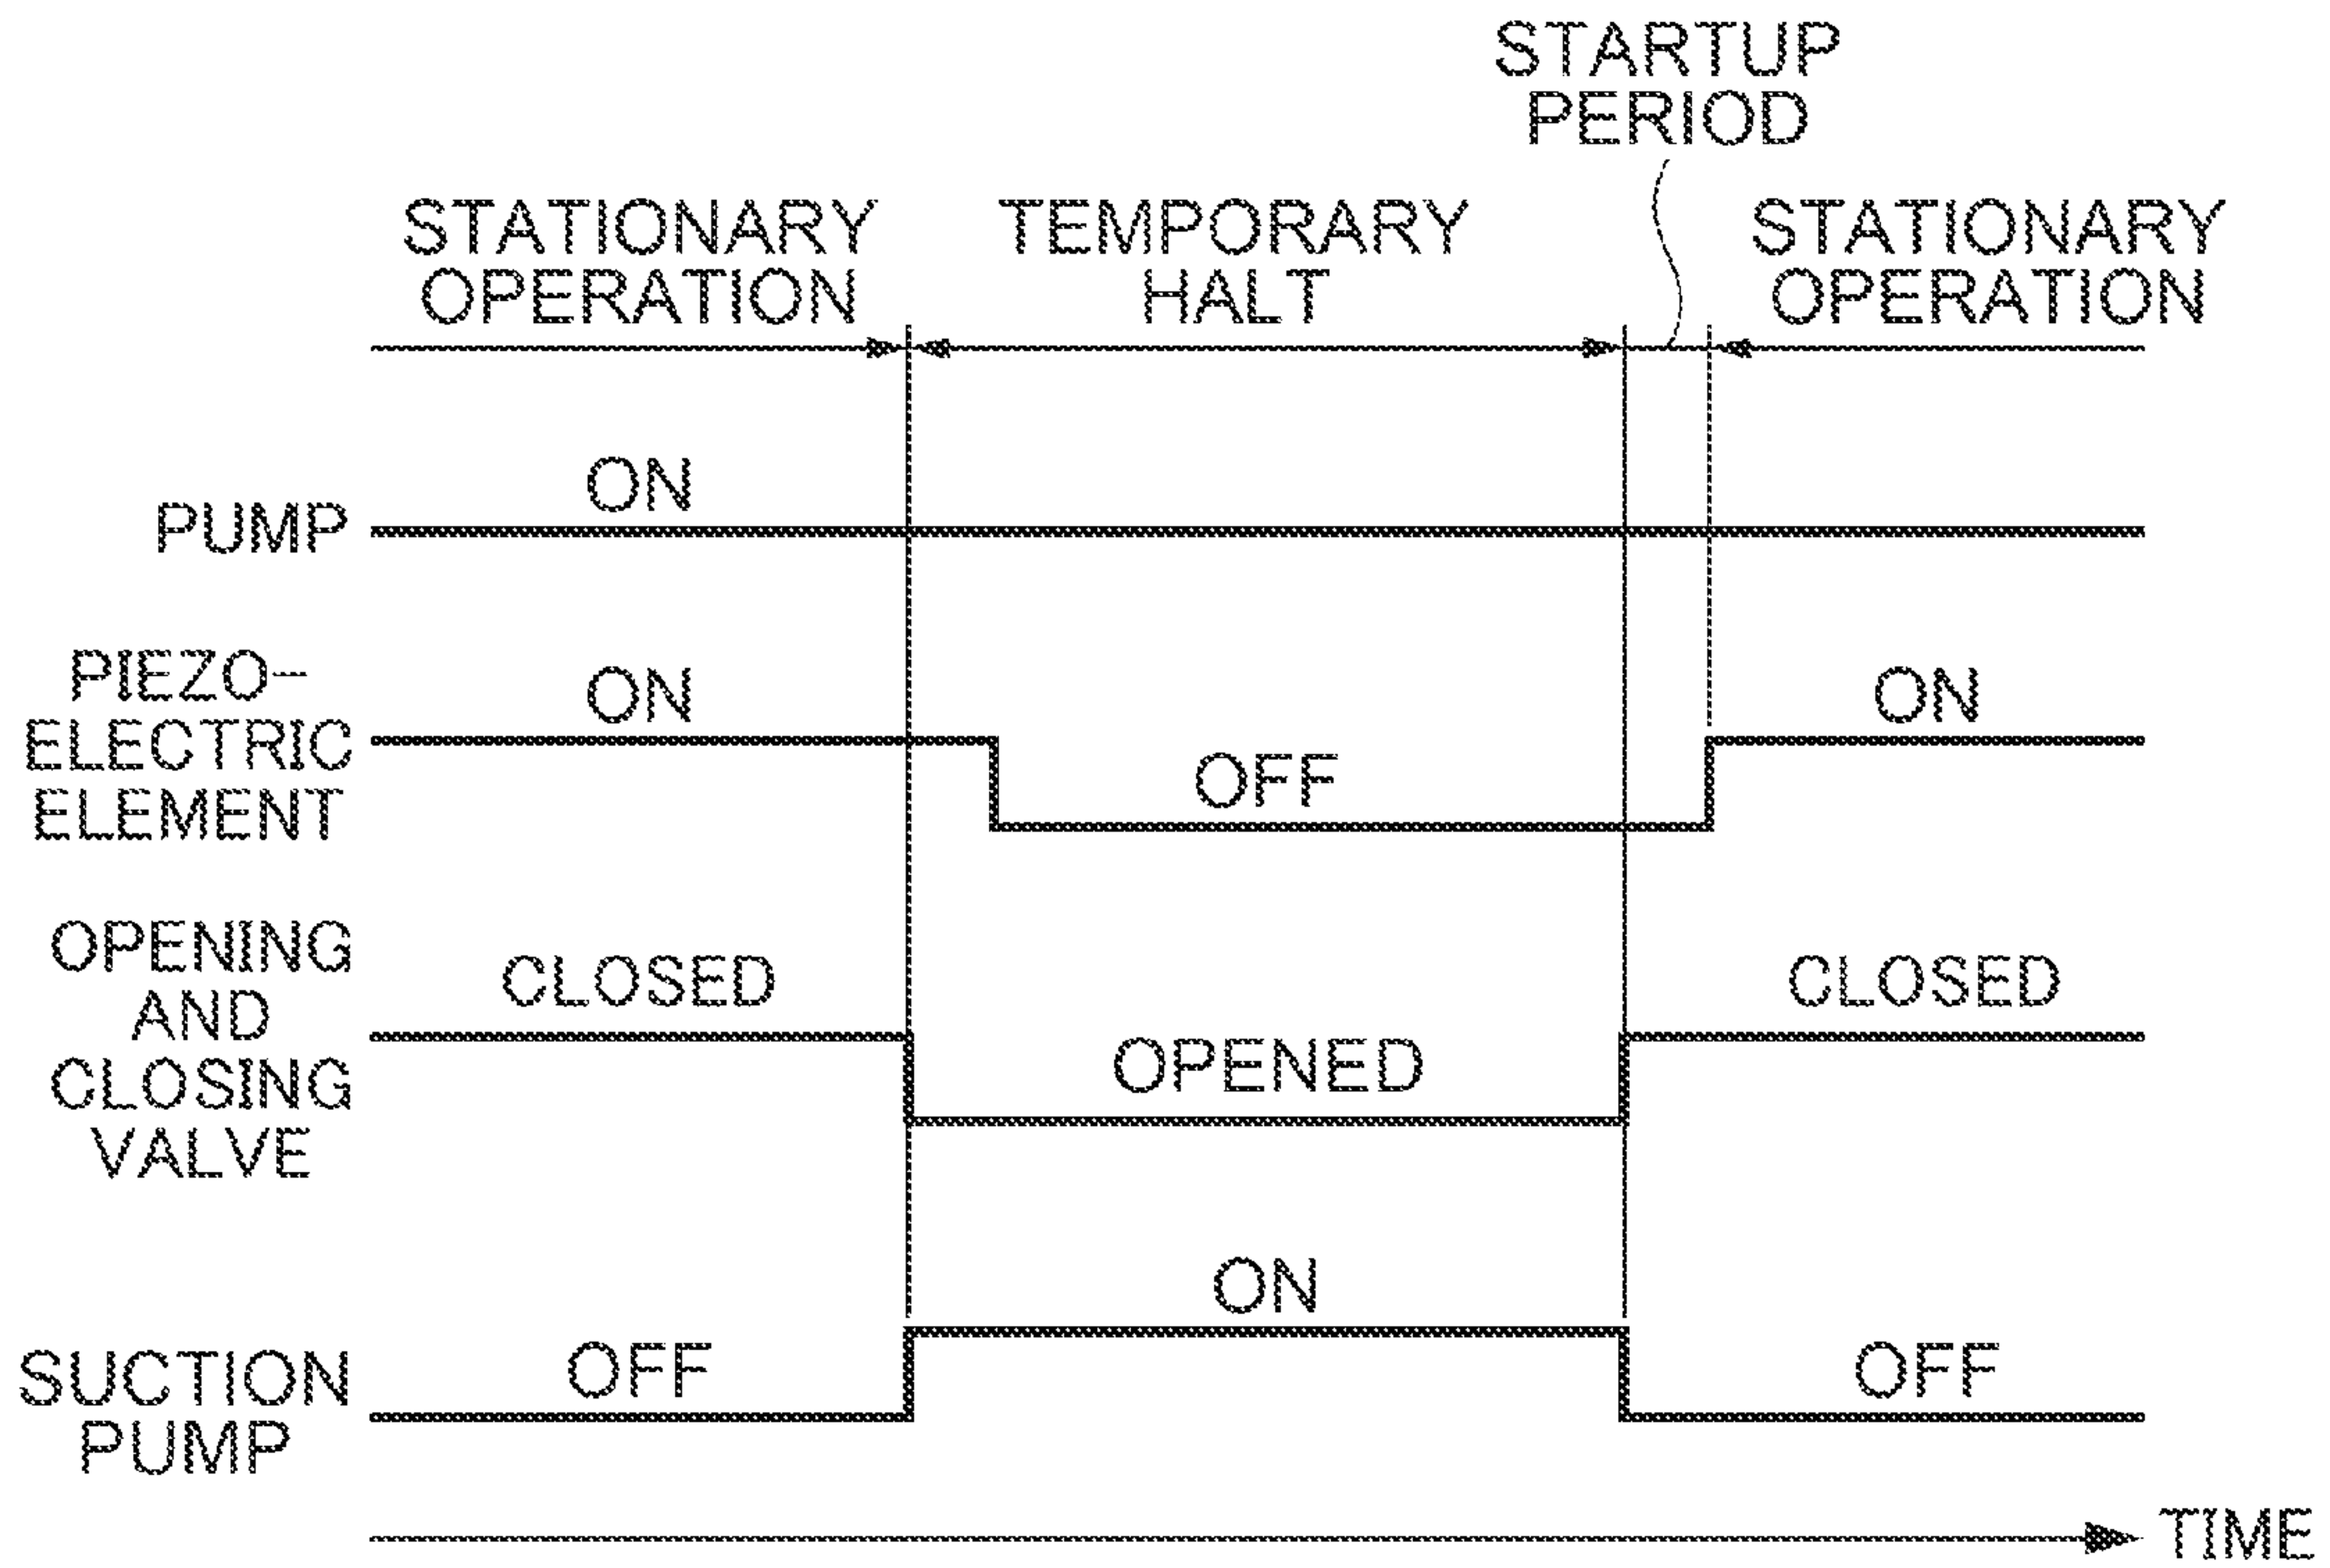 STARTUP
PERIOD
STATIONARY
OPERATION
TEMPORARY
HALT
STATIONARY
OPERATION
PUMP
ON
PIEZO-
ELECTRIC
ELEMENT
ON
OFF
ON
OPENING
AND
CLOSING
VALVE
CLOSED
OPENED
CLOSED
SUCTION
PUMP
OFF
ON
OFF
TIME